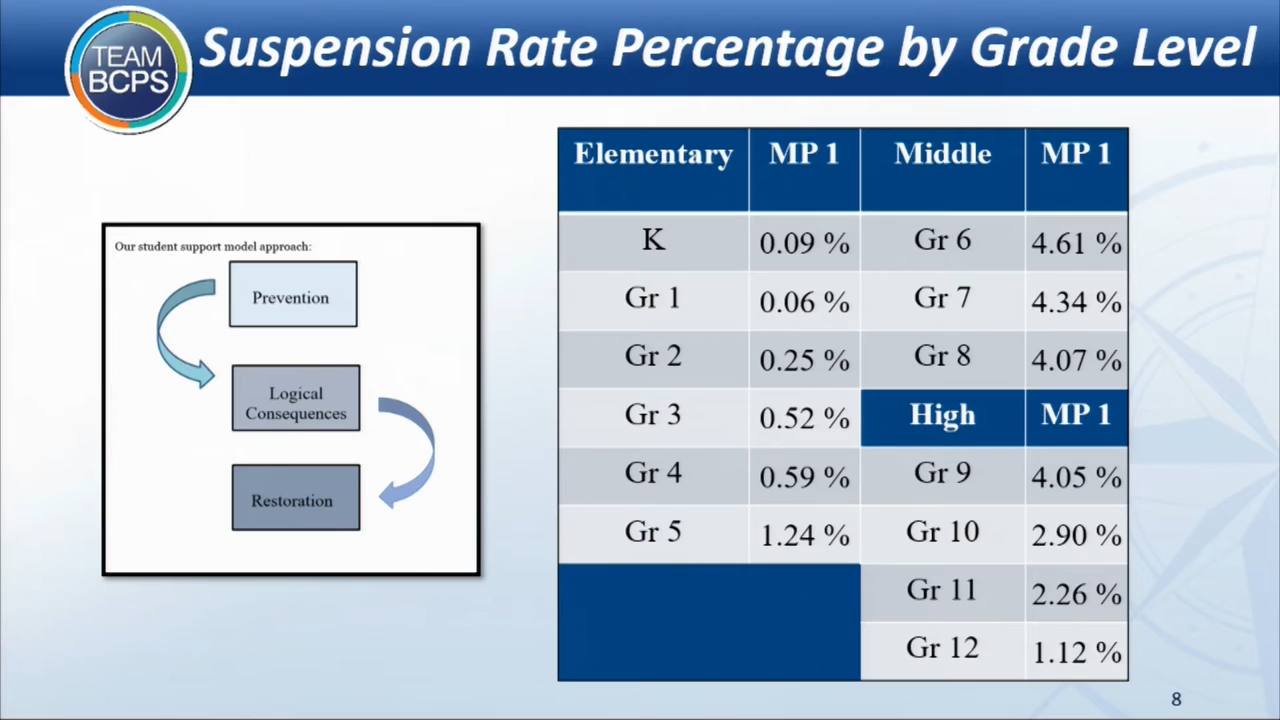 TEAM
BCPS
Suspension Rate Percentage by Grade Level
Our student support model approach:
Prevention
Logical
Consequences
Restoration
Elementary MP 1 Middle MP 1
K 0.09 % Gr 6 4.61 %
Gr 1 0.06 % Gr 7 4.34 %
Gr 2 0.25 % Gr 8 4.07 %
Gr 3 0.52 % High MP 1
Gr 4 0.59 % Gr 9 4.05 %
Gr 5 1.24 % Gr 10 2.90 %
Gr 11 2.26 %
Gr 12 1.12 %
8